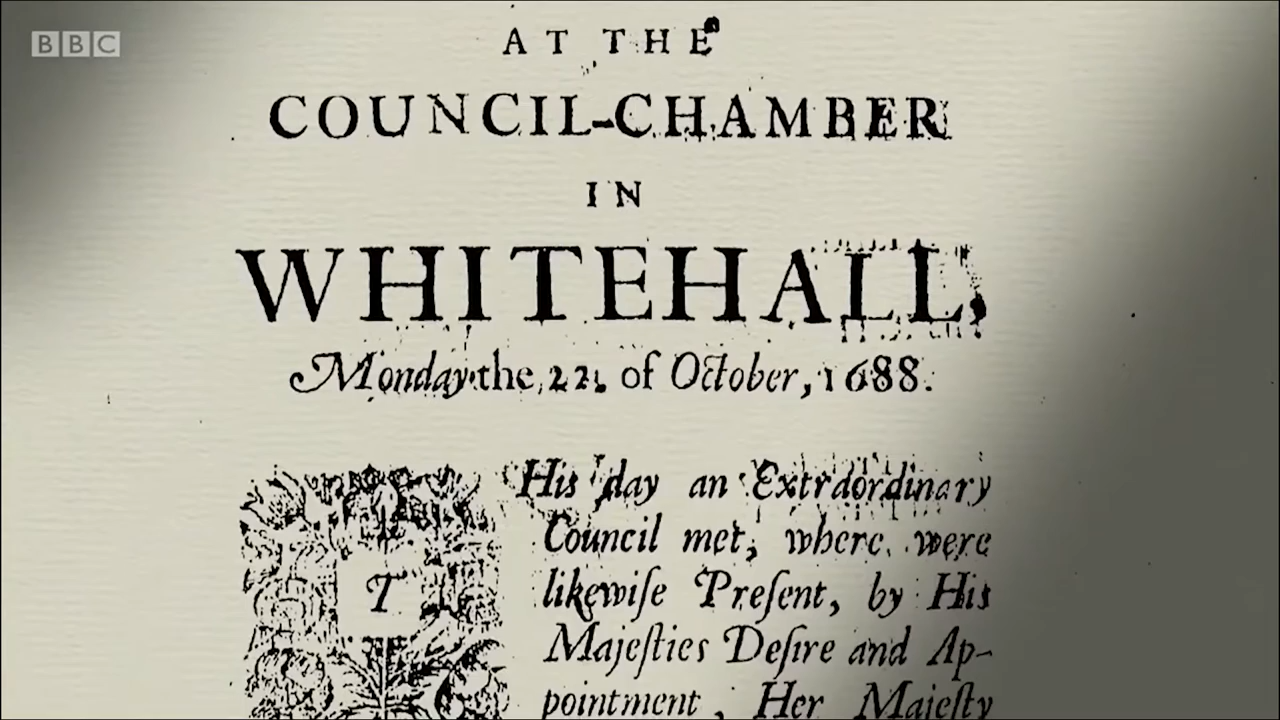 BBC
AT THE
COUNCIL-CHAMBER
IN
WHITEHALL,
Monday the 22. of October, 1688.
THis day an Extraordinary
Council met, where were
likewiſe Preſent, by His
Majeſties Deſire and Ap-
pointment, Her Majeſty